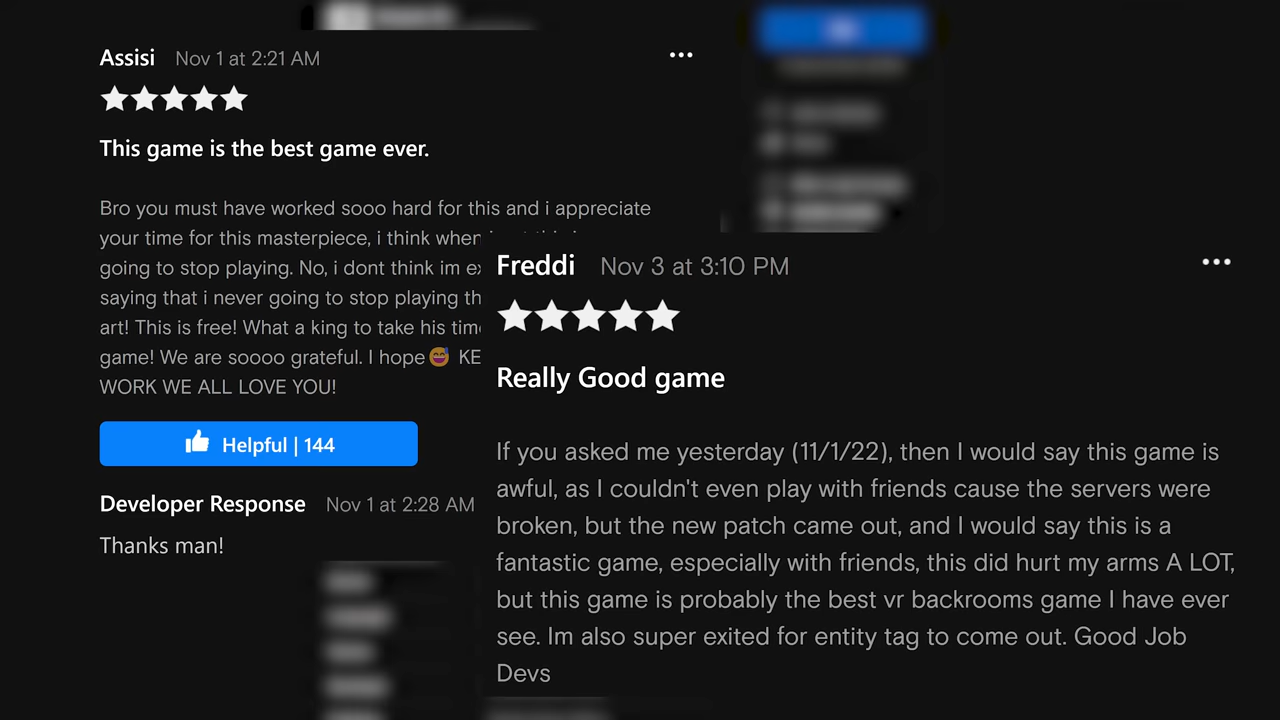 Assisi Nov 1 at 2:21 AM
This game is the best game ever.
Bro you must have worked sooo hard for this and i appreciate
your time for this masterpiece, i think when
going to stop playing. No, i dont think im
saying that i never going to stop playing
art! This is free! What a king to take his
game! We are soooo grateful. I hope😅
WORK WE ALL LOVE YOU!
Helpful | 144
Developer Response Nov 1 at 2:28 AM
Thanks man!
Freddi Nov 3 at 3:10 PM
Really Good game
If you asked me yesterday (11/1/22), then I would say this game is
awful, as I couldn't even play with friends cause the servers were
broken, but the new patch came out, and I would say this is a
fantastic game, especially with friends, this did hurt my arms A LOT,
but this game is probably the best vr backrooms game I have ever
see. Im also super exited for entity tag to come out. Good Job
Devs